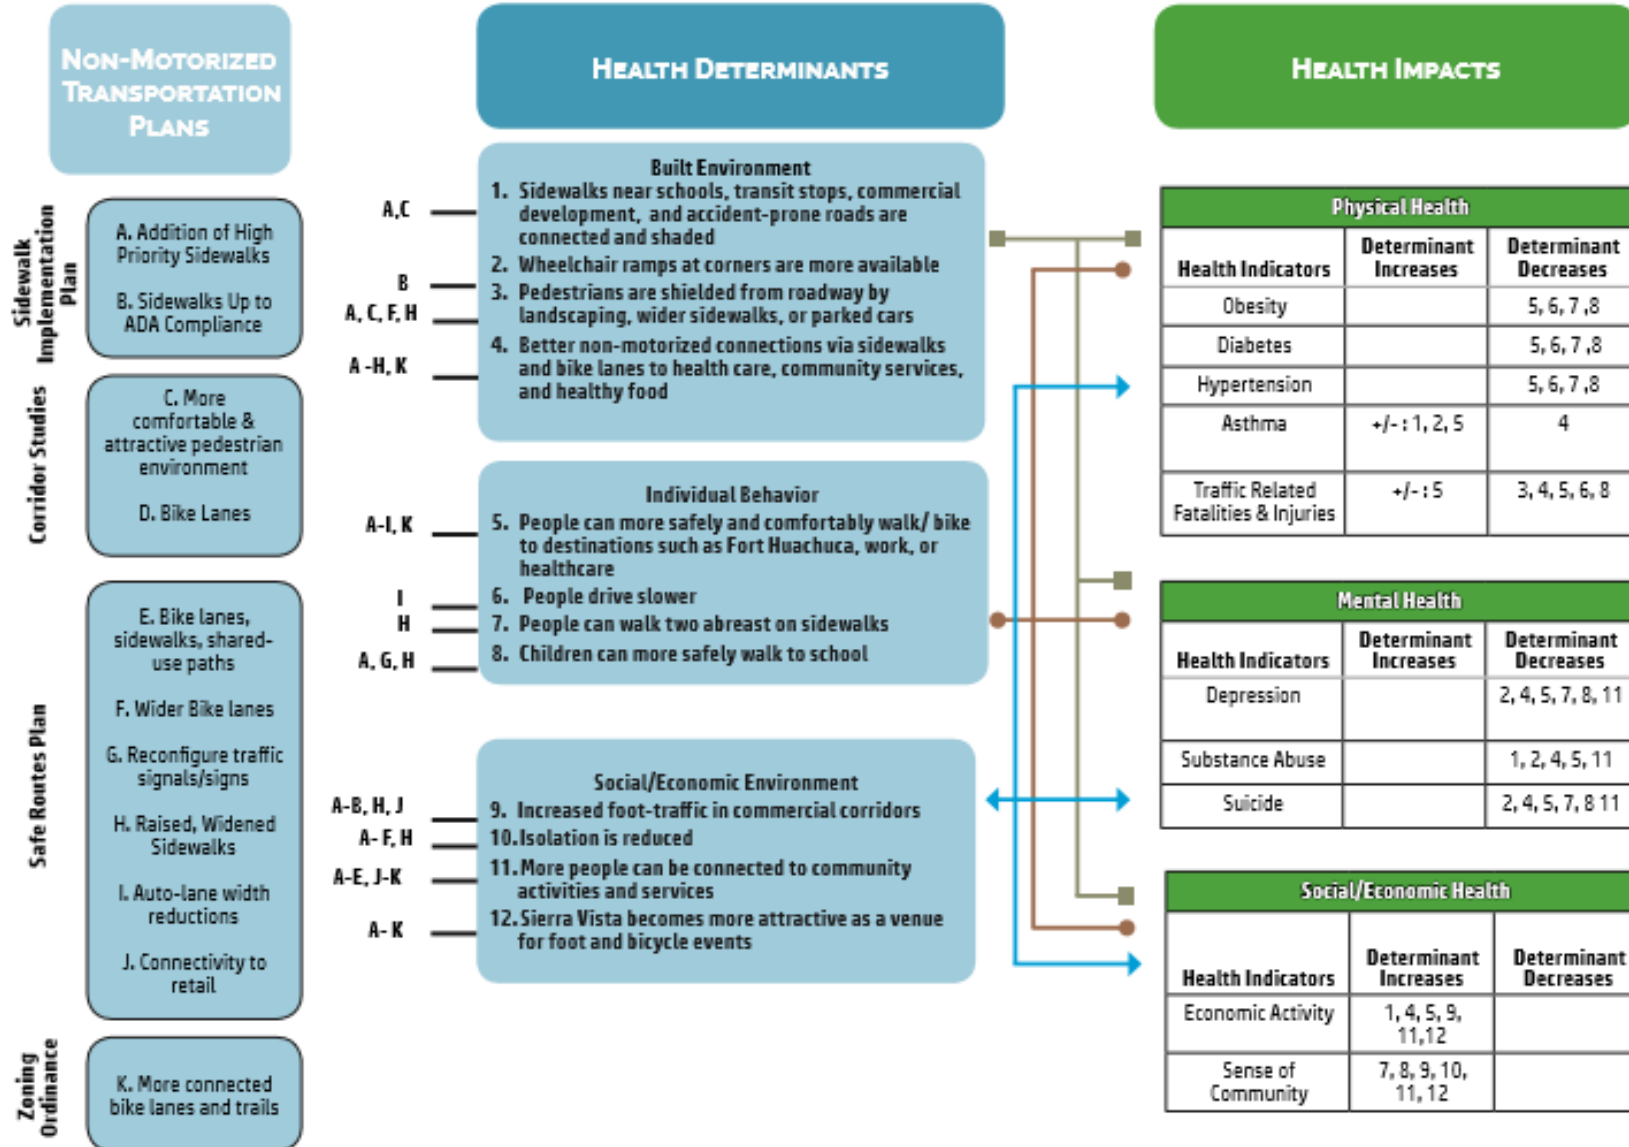 NON-MOTORIZED
TRANSPORTATION
PLANS
HEALTH DETERMINANTS
HEALTH IMPACTS
Sidewalk
Implementation
Plan
A. Addition of High
Priority Sidewalks
B. Sidewalks Up to
ADA Compliance
Corridor Studies
C. More
comfortable &
attractive pedestrian
environment
D. Bike Lanes
Safe Routes Plan
E. Bike lanes,
sidewalks, shared-
use paths
F. Wider Bike lanes
G. Reconfigure traffic
signals/signs
H. Raised, Widened
Sidewalks
I. Auto-lane width
reductions
J. Connectivity to
retail
Zoning
Ordinance
K. More connected
bike lanes and trails
A,C
B
A, C, F, H
A -H, K
Built Environment
1. Sidewalks near schools, transit stops, commercial
development, and accident-prone roads are
connected and shaded
2. Wheelchair ramps at corners are more available
3. Pedestrians are shielded from roadway by
landscaping, wider sidewalks, or parked cars
4. Better non-motorized connections via sidewalks
and bike lanes to health care, community services,
and healthy food
A-I, K
I
H
A, G, H
Individual Behavior
5. People can more safely and comfortably walk/ bike
to destinations such as Fort Huachuca, work, or
healthcare
6. People drive slower
7. People can walk two abreast on sidewalks
8. Children can more safely walk to school
A-B, H, J
A- F, H
A-E, J-K
A- K
Social/Economic Environment
9. Increased foot-traffic in commercial corridors
10. Isolation is reduced
11. More people can be connected to community
activities and services
12. Sierra Vista becomes more attractive as a venue
for foot and bicycle events
Physical Health
Health Indicators Determinant Increases Determinant Decreases
Obesity 5, 6, 7 ,8
Diabetes 5, 6, 7 ,8
Hypertension 5, 6, 7 ,8
Asthma +/- : 1, 2, 5 4
Traffic Related
Fatalities & Injuries +/- : 5 3, 4, 5, 6, 8
Mental Health
Health Indicators Determinant Increases Determinant Decreases
Depression 2, 4, 5, 7, 8, 11
Substance Abuse 1, 2, 4, 5, 11
Suicide 2, 4, 5, 7, 8 11
Social/Economic Health
Health Indicators Determinant Increases Determinant Decreases
Economic Activity 1, 4, 5, 9,
11,12
Sense of
Community 7, 8, 9, 10,
11, 12